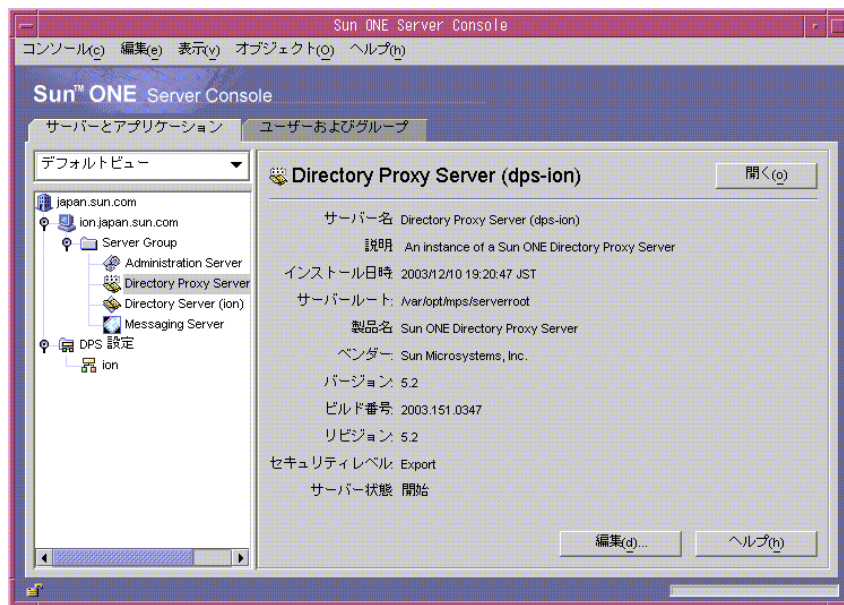 Sun ONE Server Console
コンソール(c) 編集(e) 表示(v) オブジェクト(O) ヘルプ(h)
Sun™ ONE Server Console
サーバーとアプリケーション ユーザーおよびグループ
デフォルトビュー
japan.sun.com
ion.japan.sun.com
Server Group
Administration Server
Directory Proxy Server
Directory Server (ion)
Messaging Server
DPS 設定
ion
Directory Proxy Server (dps-ion) 開く(o)
サーバー名: Directory Proxy Server (dps-ion)
説明: An instance of a Sun ONE Directory Proxy Server
インストール日時: 2003/12/10 19:20:47 JST
サーバールート: /var/opt/mps/serverroot
製品名: Sun ONE Directory Proxy Server
ベンダー: Sun Microsystems, Inc.
バージョン: 5.2
ビルド番号: 2003.151.0347
リビジョン: 5.2
セキュリティレベル: Export
サーバー状態: 開始
編集(d)... ヘルプ(h)